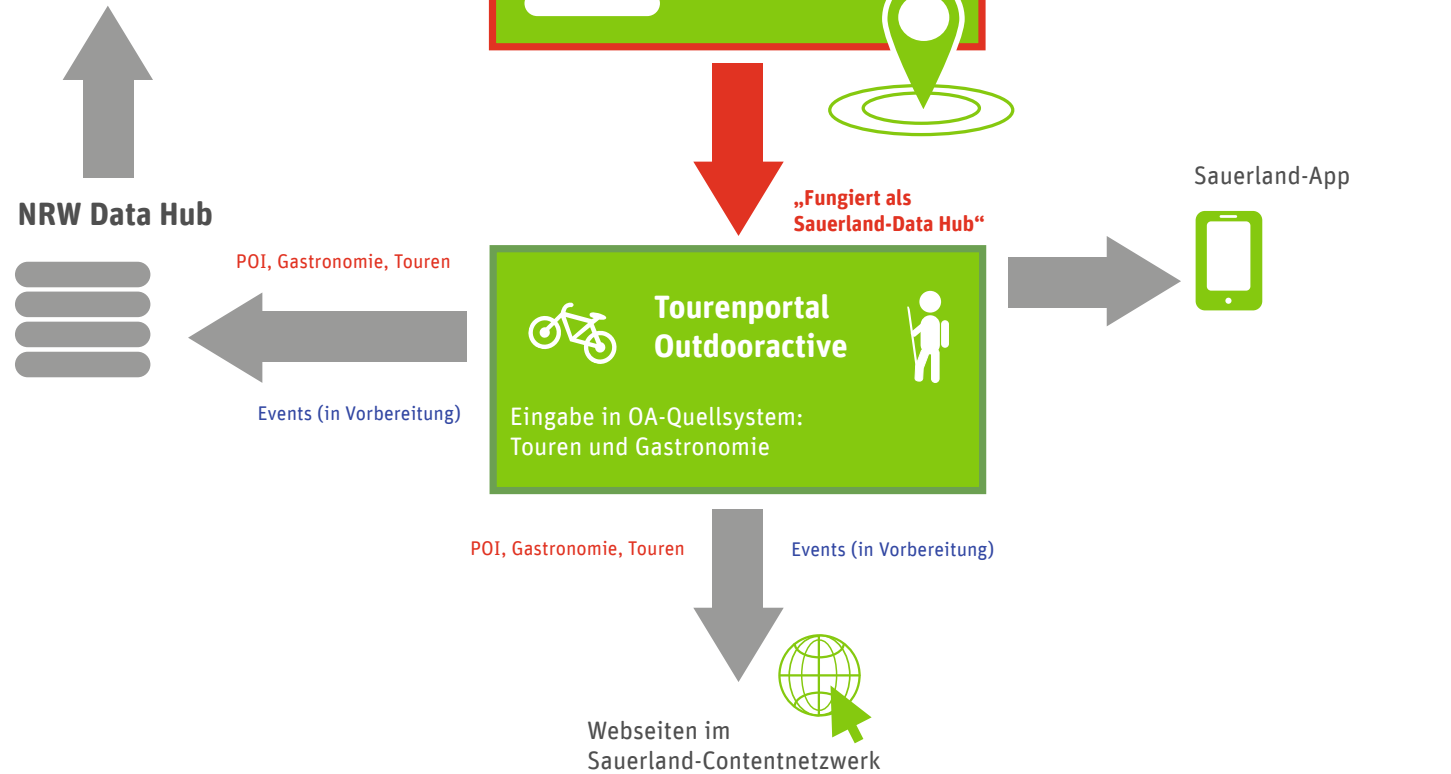 Sauerland-App
„Fungiert als
Sauerland-Data Hub“
NRW Data Hub
POI, Gastronomie, Touren
Events (in Vorbereitung)
Tourenportal
Outdooractive
Eingabe in OA-Quellsystem:
Touren und Gastronomie
POI, Gastronomie, Touren
Events (in Vorbereitung)
Webseiten im
Sauerland-Contentnetzwerk